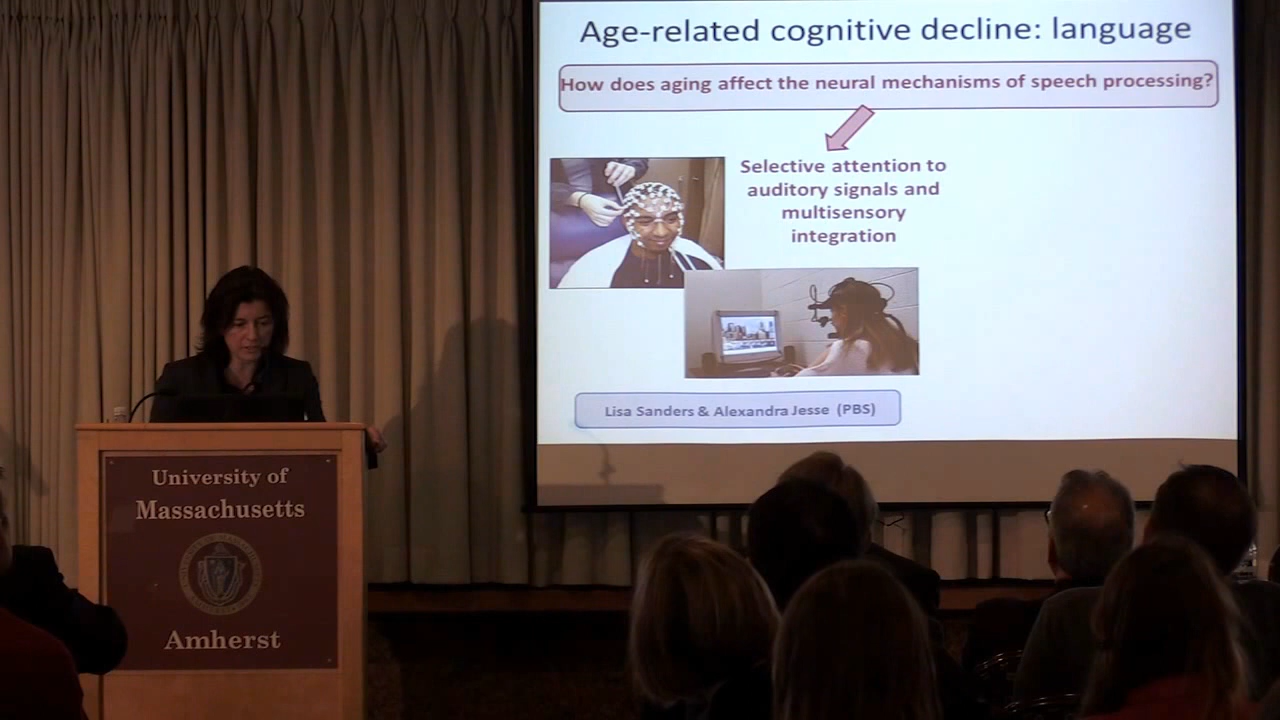 Age-related cognitive decline: language
How does aging affect the neural mechanisms of speech processing?
Selective attention to
auditory signals and
multisensory
integration
Lisa Sanders & Alexandra Jesse (PBS)
University of
Massachusetts
Amherst